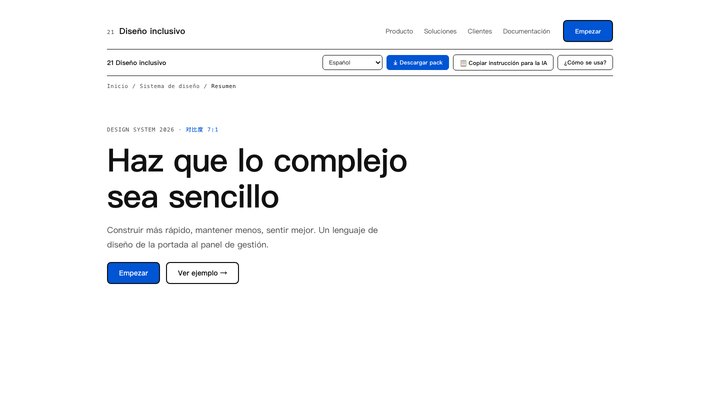 21 Diseño inclusivo
Producto Soluciones Clientes Documentación Empezar
21 Diseño inclusivo
Español Descargar pack Copiar instrucción para la IA ¿Cómo se usa?
Inicio / Sistema de diseño / Resumen
DESIGN SYSTEM 2026 · 对比度 7:1
Haz que lo complejo
sea sencillo
Construir más rápido, mantener menos, sentir mejor. Un lenguaje de
diseño de la portada al panel de gestión.
Empezar Ver ejemplo →